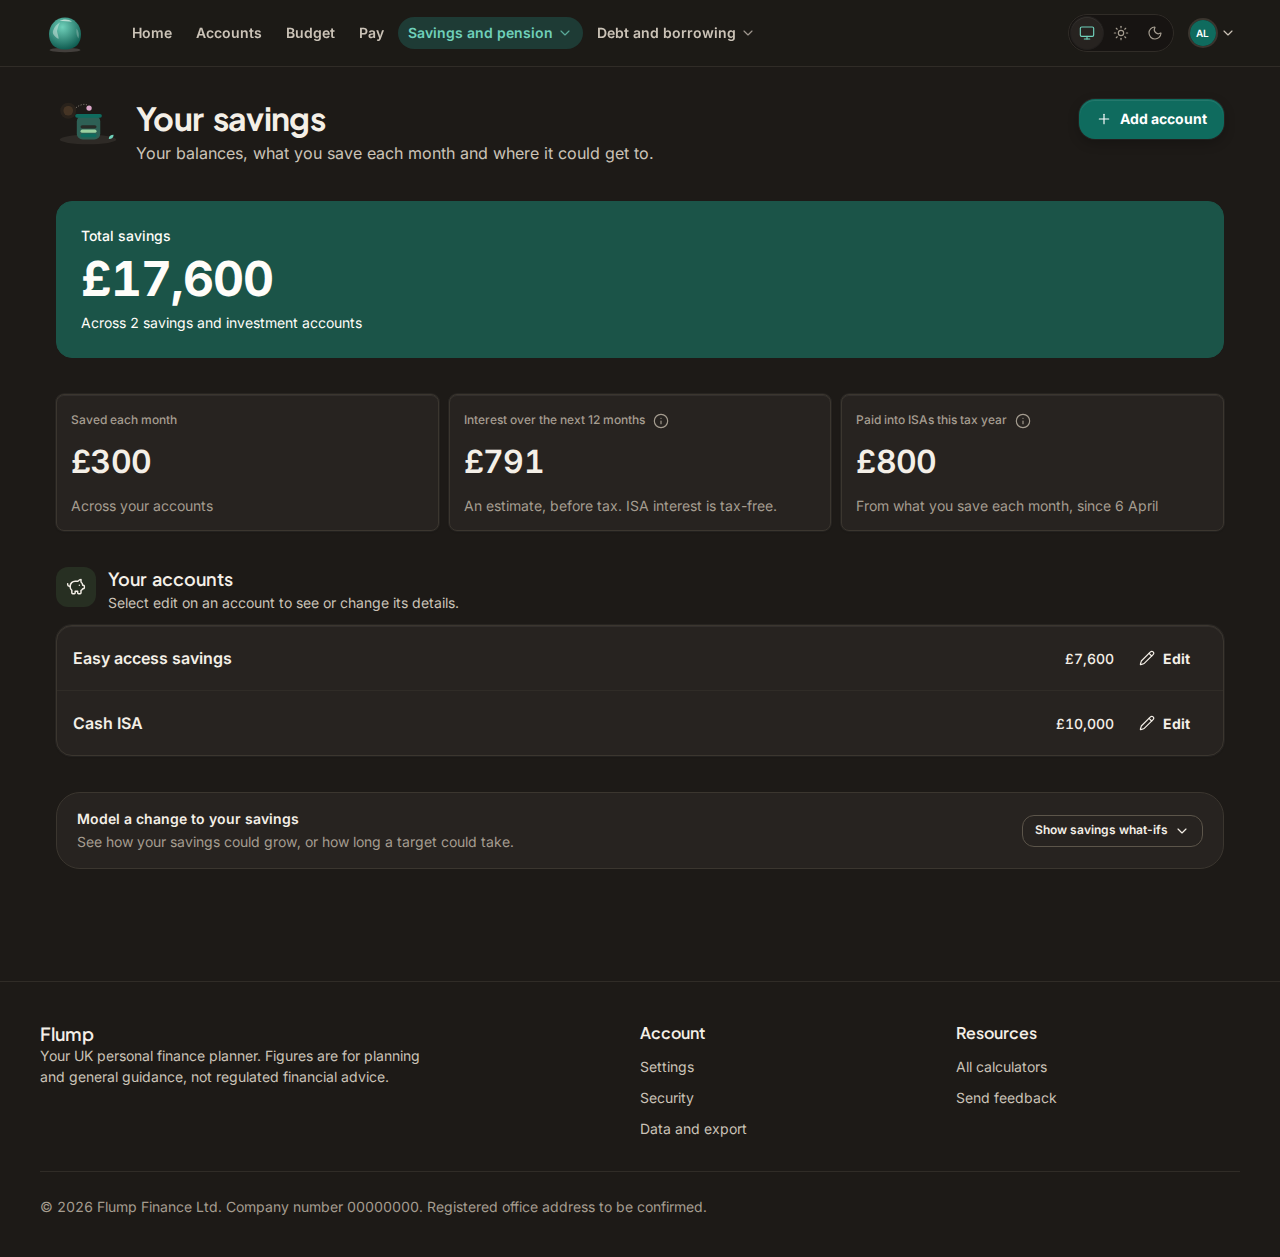 Home Accounts Budget Pay Savings and pension Debt and borrowing AL
Your savings
Your balances, what you save each month and where it could get to.
Add account
Total savings
£17,600
Across 2 savings and investment accounts
Saved each month
£300
Across your accounts
Interest over the next 12 months
£791
An estimate, before tax. ISA interest is tax-free.
Paid into ISAs this tax year
£800
From what you save each month, since 6 April
Your accounts
Select edit on an account to see or change its details.
Easy access savings £7,600 Edit
Cash ISA £10,000 Edit
Model a change to your savings
See how your savings could grow, or how long a target could take.
Show savings what-ifs
Flump
Your UK personal finance planner. Figures are for planning
and general guidance, not regulated financial advice.
Account
Settings
Security
Data and export
Resources
All calculators
Send feedback
© 2026 Flump Finance Ltd. Company number 00000000. Registered office address to be confirmed.